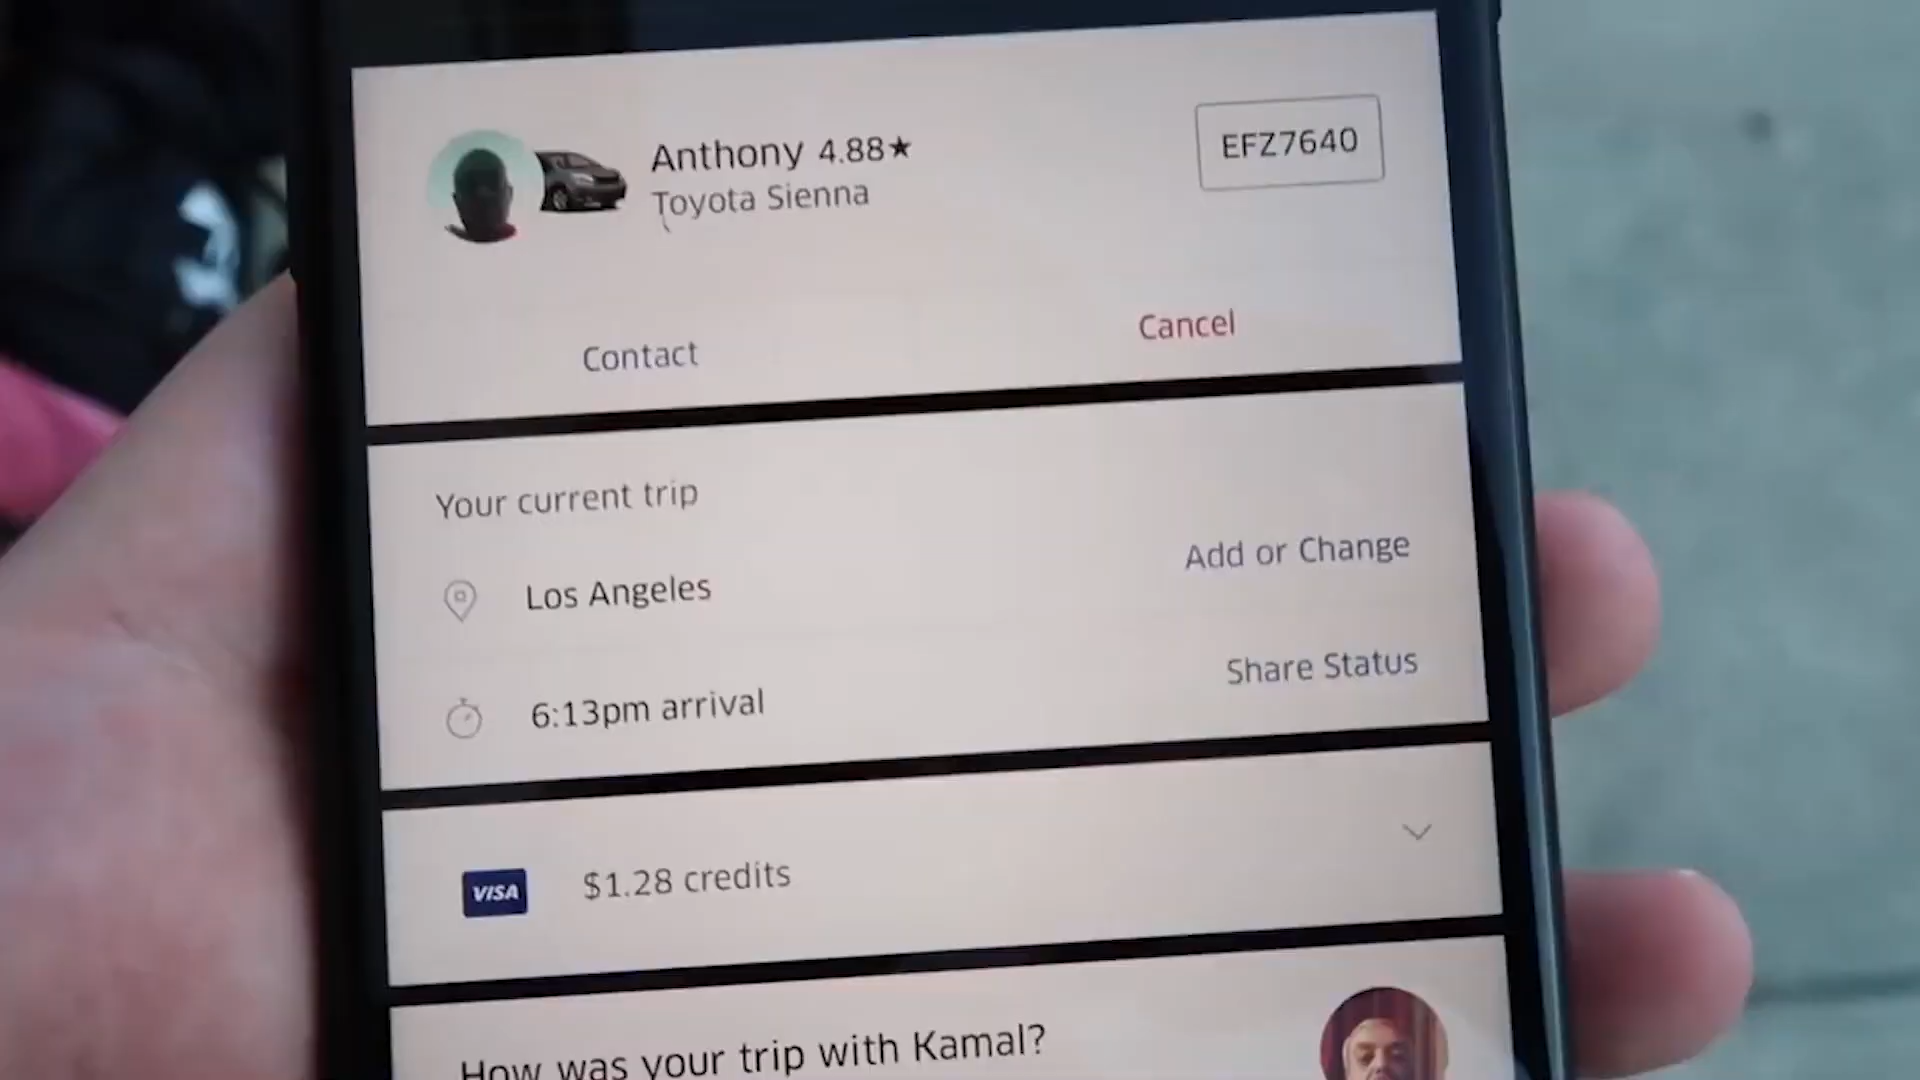 Anthony 4.88★
EFZ7640
Toyota Sienna
Contact
Cancel
Your current trip
Los Angeles
Add or Change
6:13pm arrival
Share Status
VISA
$1.28 credits
How was your trip with Kamal?